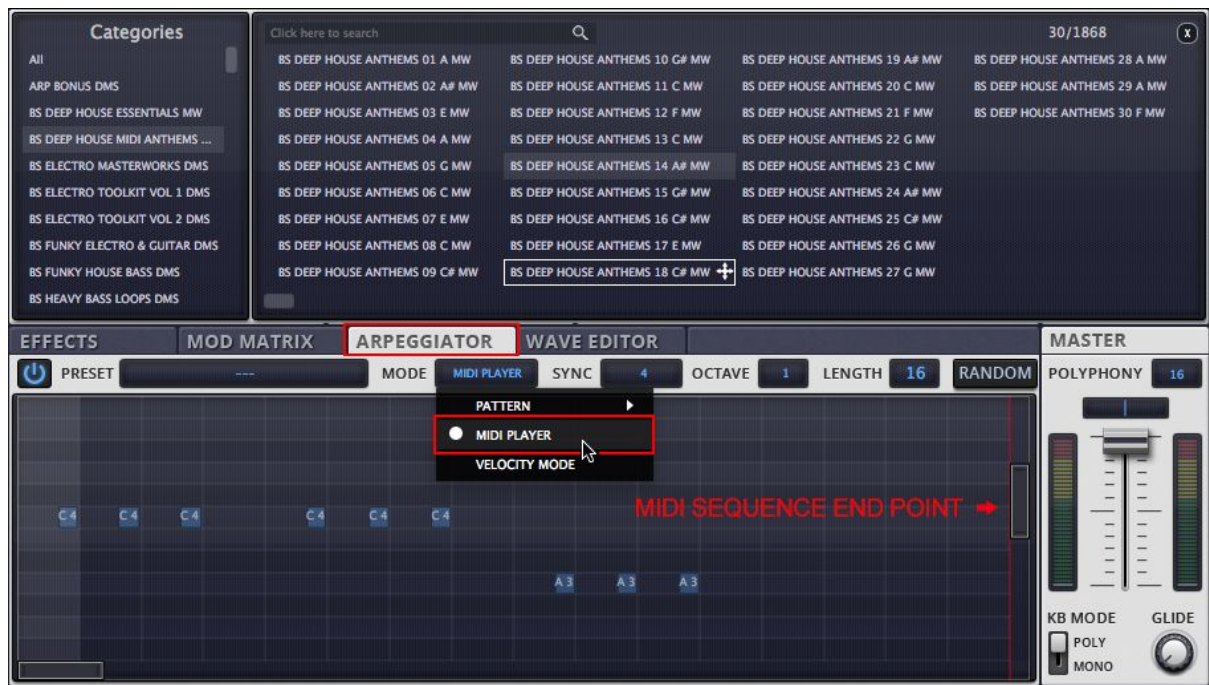 Categories
All
ARP BONUS DMS
BS DEEP HOUSE ESSENTIALS MW
BS DEEP HOUSE MIDI ANTHEMS ...
BS ELECTRO MASTERWORKS DMS
BS ELECTRO TOOLKIT VOL 1 DMS
BS ELECTRO TOOLKIT VOL 2 DMS
BS FUNKY ELECTRO & GUITAR DMS
BS FUNKY HOUSE BASS DMS
BS HEAVY BASS LOOPS DMS
Click here to search
30/1868
X
BS DEEP HOUSE ANTHEMS 01 A MW
BS DEEP HOUSE ANTHEMS 02 A# MW
BS DEEP HOUSE ANTHEMS 03 E MW
BS DEEP HOUSE ANTHEMS 04 A MW
BS DEEP HOUSE ANTHEMS 05 G MW
BS DEEP HOUSE ANTHEMS 06 C MW
BS DEEP HOUSE ANTHEMS 07 E MW
BS DEEP HOUSE ANTHEMS 08 C MW
BS DEEP HOUSE ANTHEMS 09 C# MW
BS DEEP HOUSE ANTHEMS 10 G# MW
BS DEEP HOUSE ANTHEMS 11 C MW
BS DEEP HOUSE ANTHEMS 12 F MW
BS DEEP HOUSE ANTHEMS 13 C MW
BS DEEP HOUSE ANTHEMS 14 A# MW
BS DEEP HOUSE ANTHEMS 15 G# MW
BS DEEP HOUSE ANTHEMS 16 C# MW
BS DEEP HOUSE ANTHEMS 17 E MW
BS DEEP HOUSE ANTHEMS 18 C# MW
BS DEEP HOUSE ANTHEMS 19 A# MW
BS DEEP HOUSE ANTHEMS 20 C MW
BS DEEP HOUSE ANTHEMS 21 F MW
BS DEEP HOUSE ANTHEMS 22 G MW
BS DEEP HOUSE ANTHEMS 23 C MW
BS DEEP HOUSE ANTHEMS 24 A# MW
BS DEEP HOUSE ANTHEMS 25 C# MW
BS DEEP HOUSE ANTHEMS 26 G MW
BS DEEP HOUSE ANTHEMS 27 G MW
BS DEEP HOUSE ANTHEMS 28 A MW
BS DEEP HOUSE ANTHEMS 29 A MW
BS DEEP HOUSE ANTHEMS 30 F MW
EFFECTS MOD MATRIX ARPEGGIATOR WAVE EDITOR
PRESET --- MODE MIDI PLAYER SYNC 4 OCTAVE 1 LENGTH 16 RANDOM
PATTERN
MIDI PLAYER
VELOCITY MODE
MIDI SEQUENCE END POINT
C 4 C 4 C 4 C 4 C 4 C 4
A 3 A 3 A 3
MASTER
POLYPHONY 16
KB MODE GLIDE
POLY
MONO